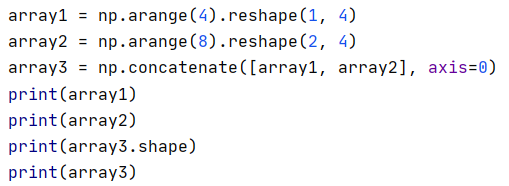 array1 = np.arange(4).reshape(1, 4)
array2 = np.arange(8).reshape(2, 4)
array3 = np.concatenate([array1, array2], axis=0)
print(array1)
print(array2)
print(array3.shape)
print(array3)